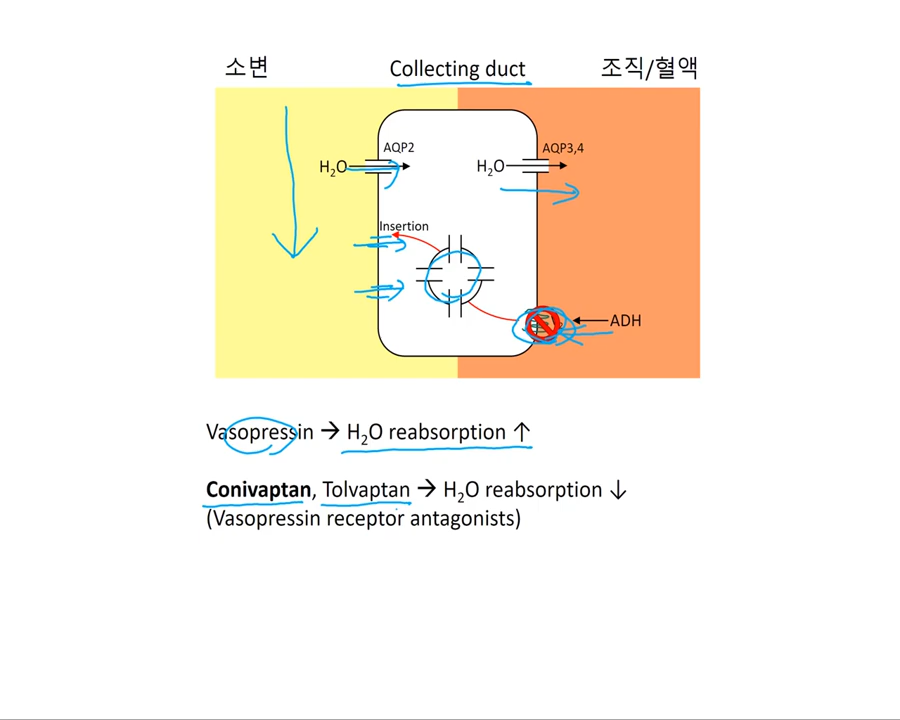 소변 Collecting duct 조직/혈액
AQP2 AQP3,4
H₂O H₂O
Insertion
ADH
Vasopressin → H₂O reabsorption ↑
Conivaptan, Tolvaptan → H₂O reabsorption ↓
(Vasopressin receptor antagonists)